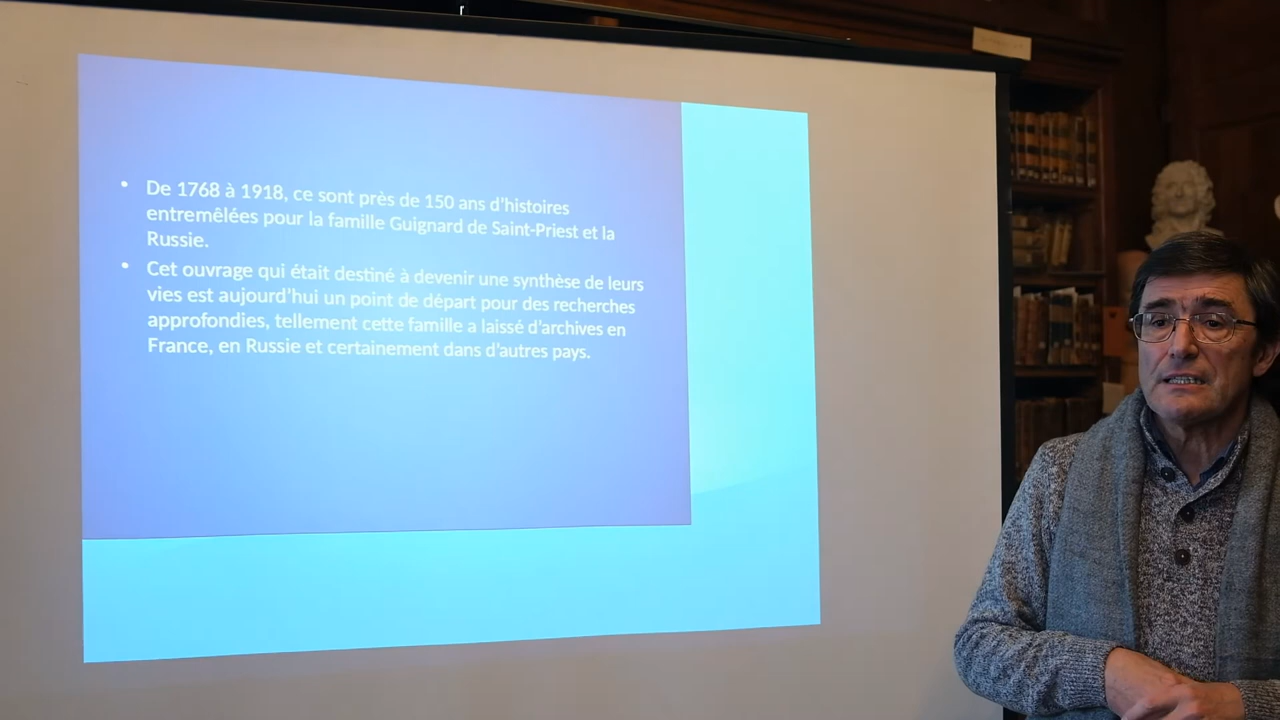 • De 1768 à 1918, ce sont près de 150 ans d'histoires
entremêlées pour la famille Guignard de Saint-Priest et la
Russie.
• Cet ouvrage qui était destiné à devenir une synthèse de leurs
vies est aujourd'hui un point de départ pour des recherches
approfondies, tellement cette famille a laissé d'archives en
France, en Russie et certainement dans d'autres pays.